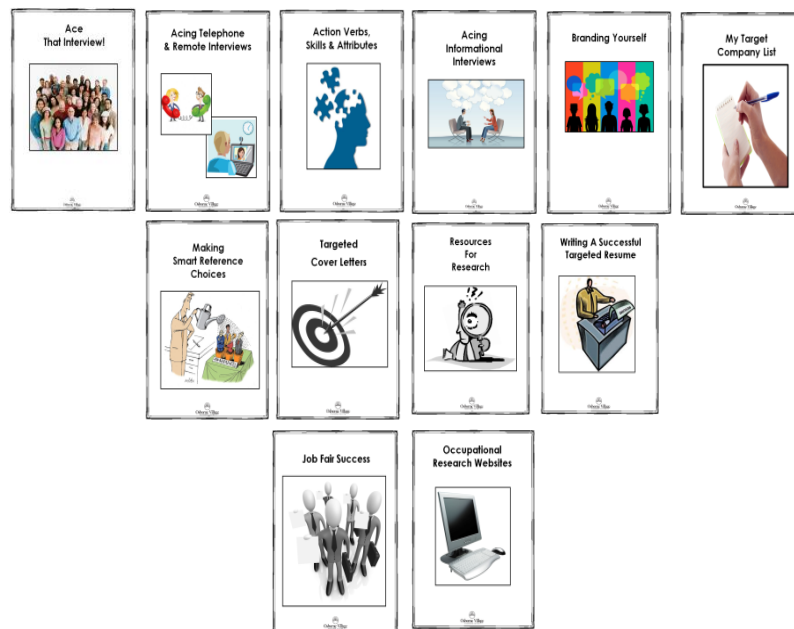 Ace
That Interview!
Acing Telephone
& Remote Interviews
Action Verbs,
Skills & Attributes
Acing
Informational
Interviews
Branding Yourself
My Target
Company List
Making
Smart Reference
Choices
Targeted
Cover Letters
Resources
For
Research
Writing A Successful
Targeted Resume
Job Fair Success
Occupational
Research Websites